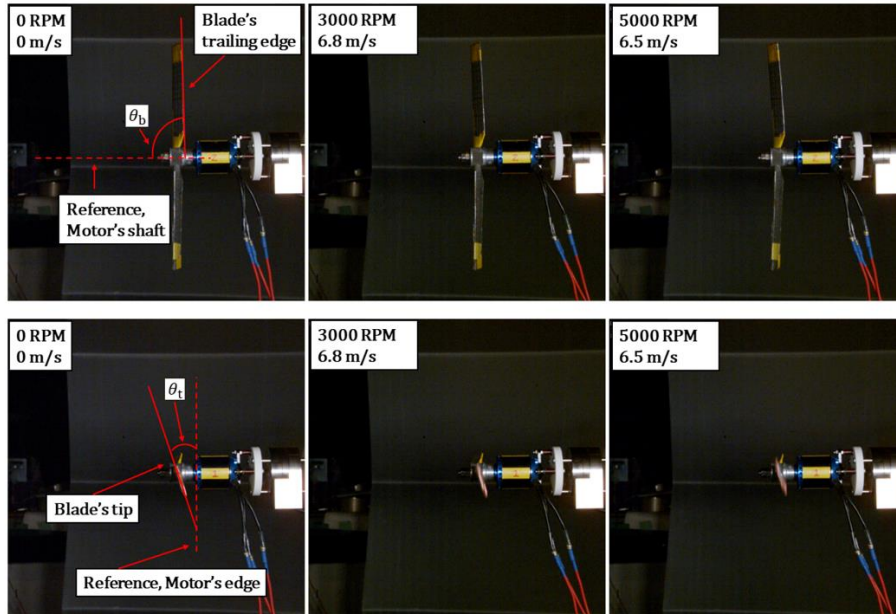 0 RPM
0 m/s
Blade's
trailing edge
θb
Reference,
Motor's shaft
3000 RPM
6.8 m/s
5000 RPM
6.5 m/s
0 RPM
0 m/s
θt
Blade's tip
Reference, Motor's edge
3000 RPM
6.8 m/s
5000 RPM
6.5 m/s